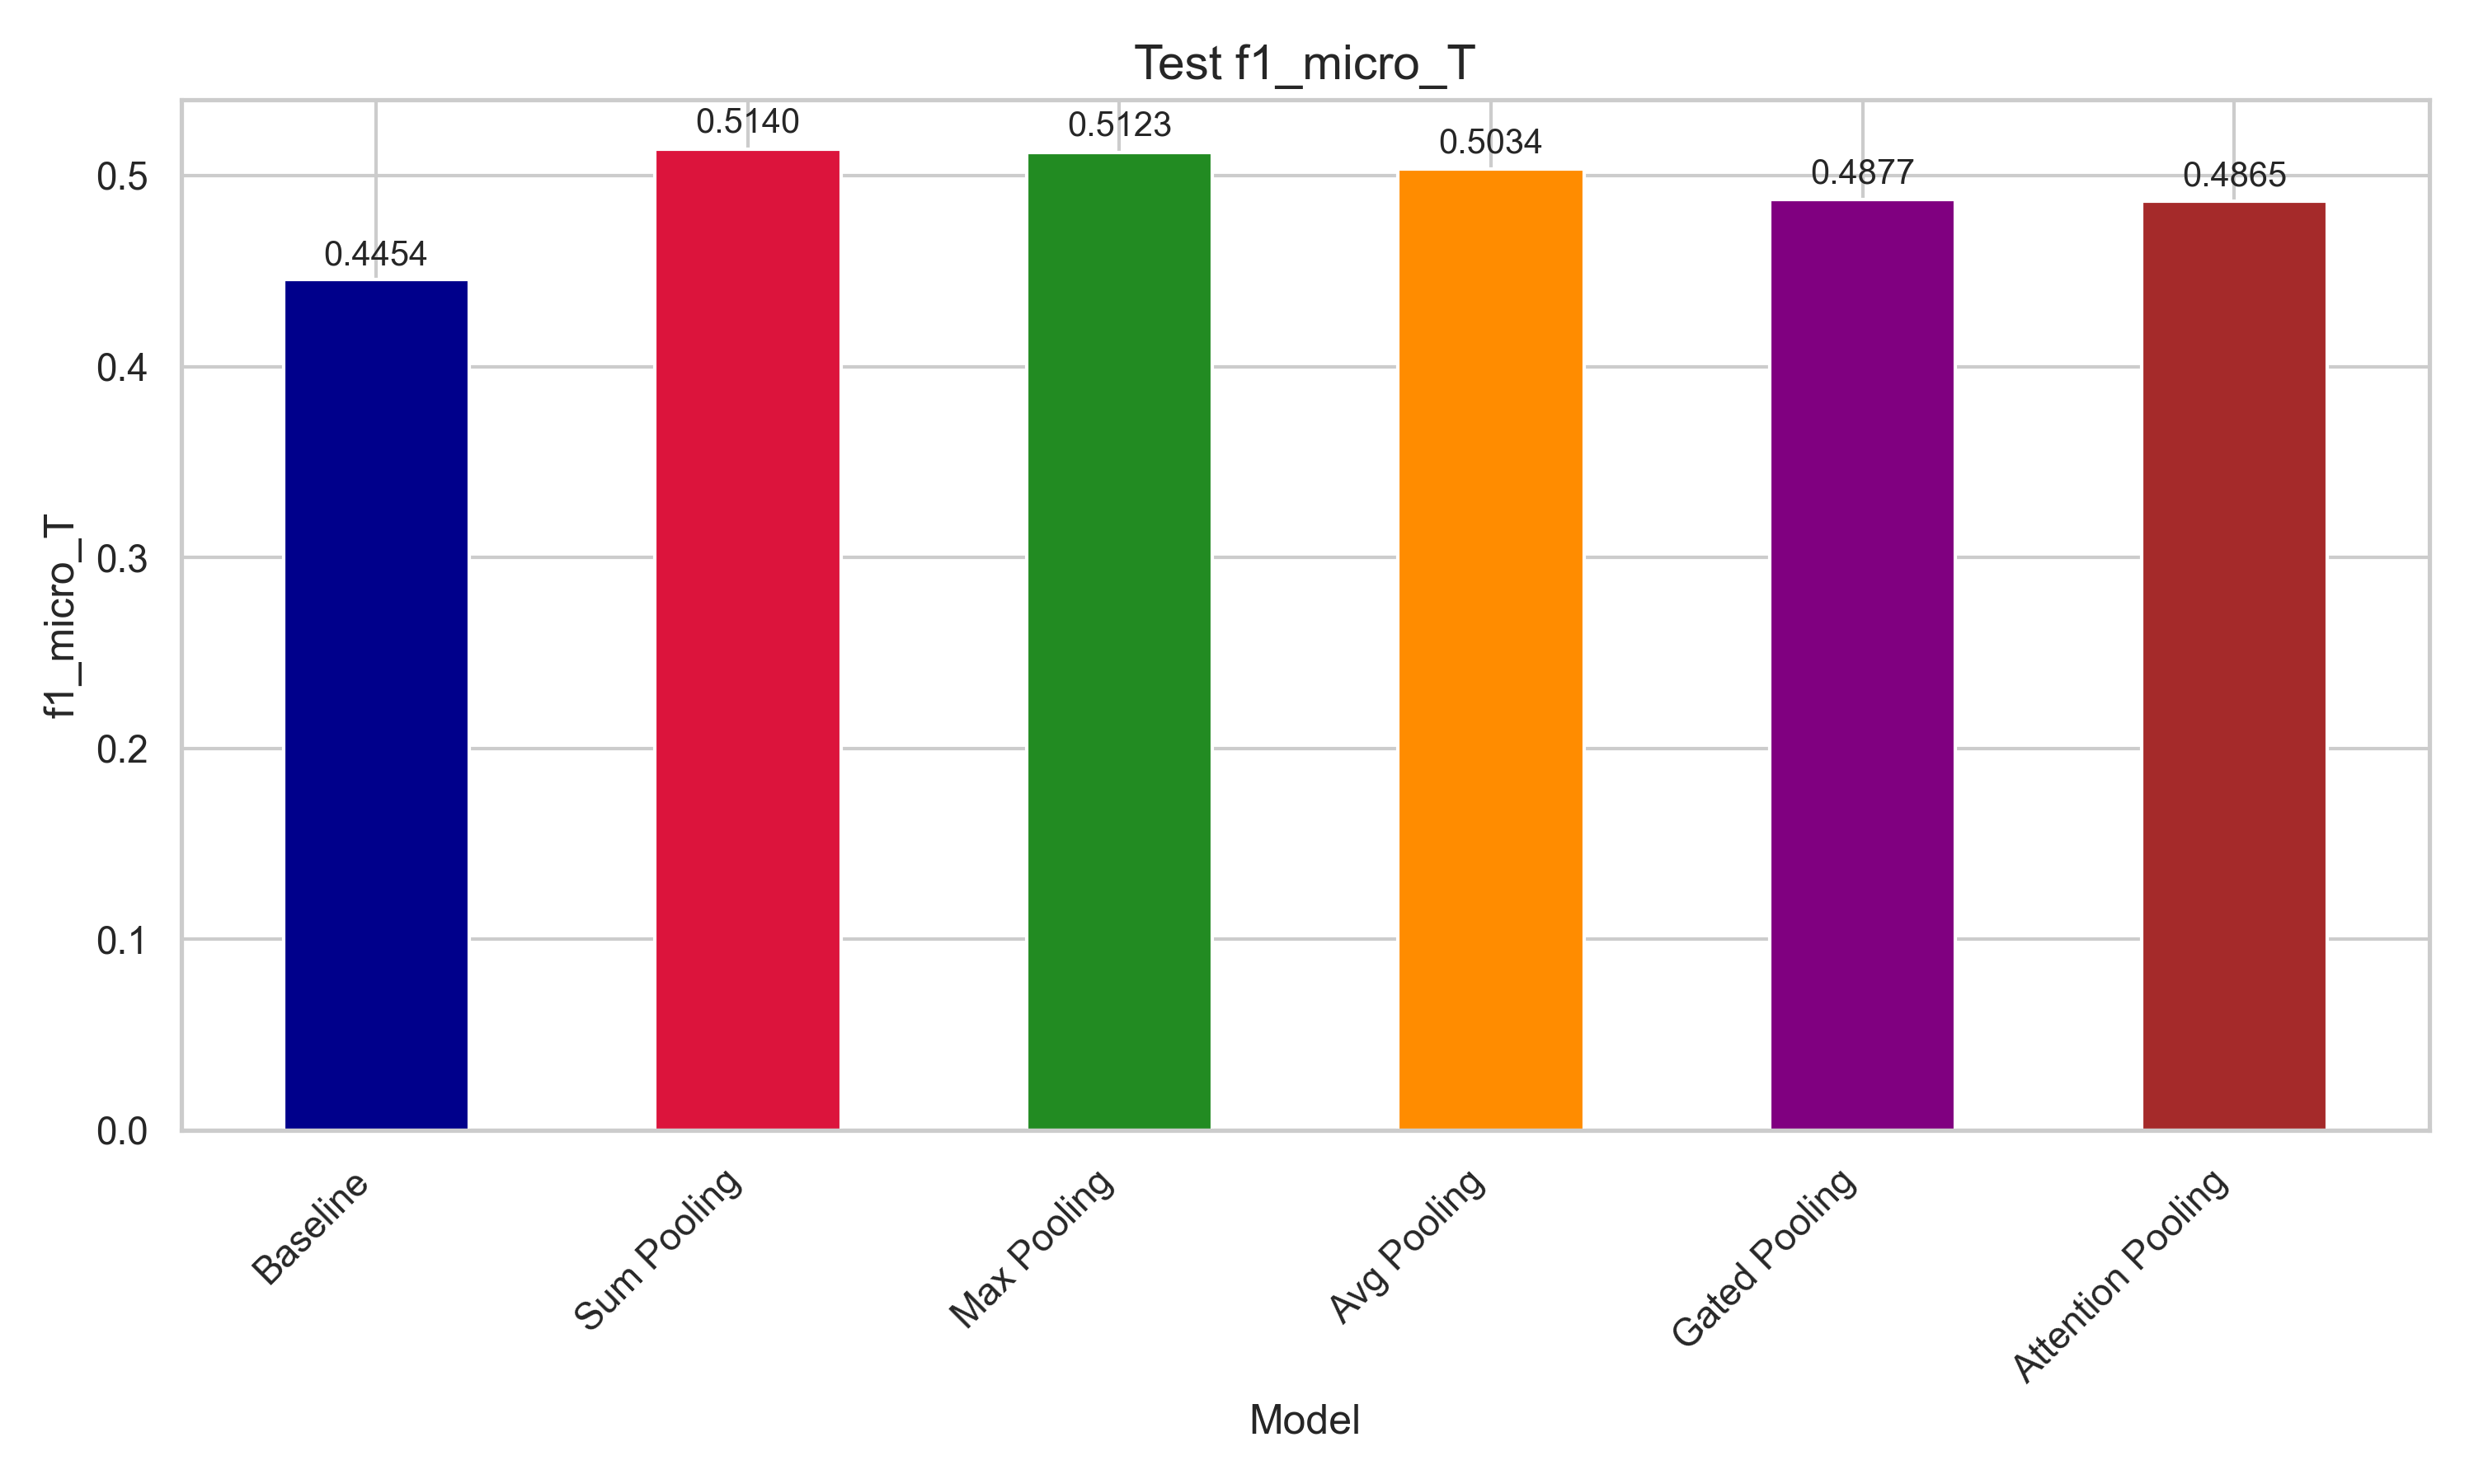 Test f1_micro_T
0.4454
0.5140
0.5123
0.5034
0.4877
0.4865
f1_micro_T
0.5
0.4
0.3
0.2
0.1
0.0
Baseline
Sum Pooling
Max Pooling
Avg Pooling
Gated Pooling
Attention Pooling
Model